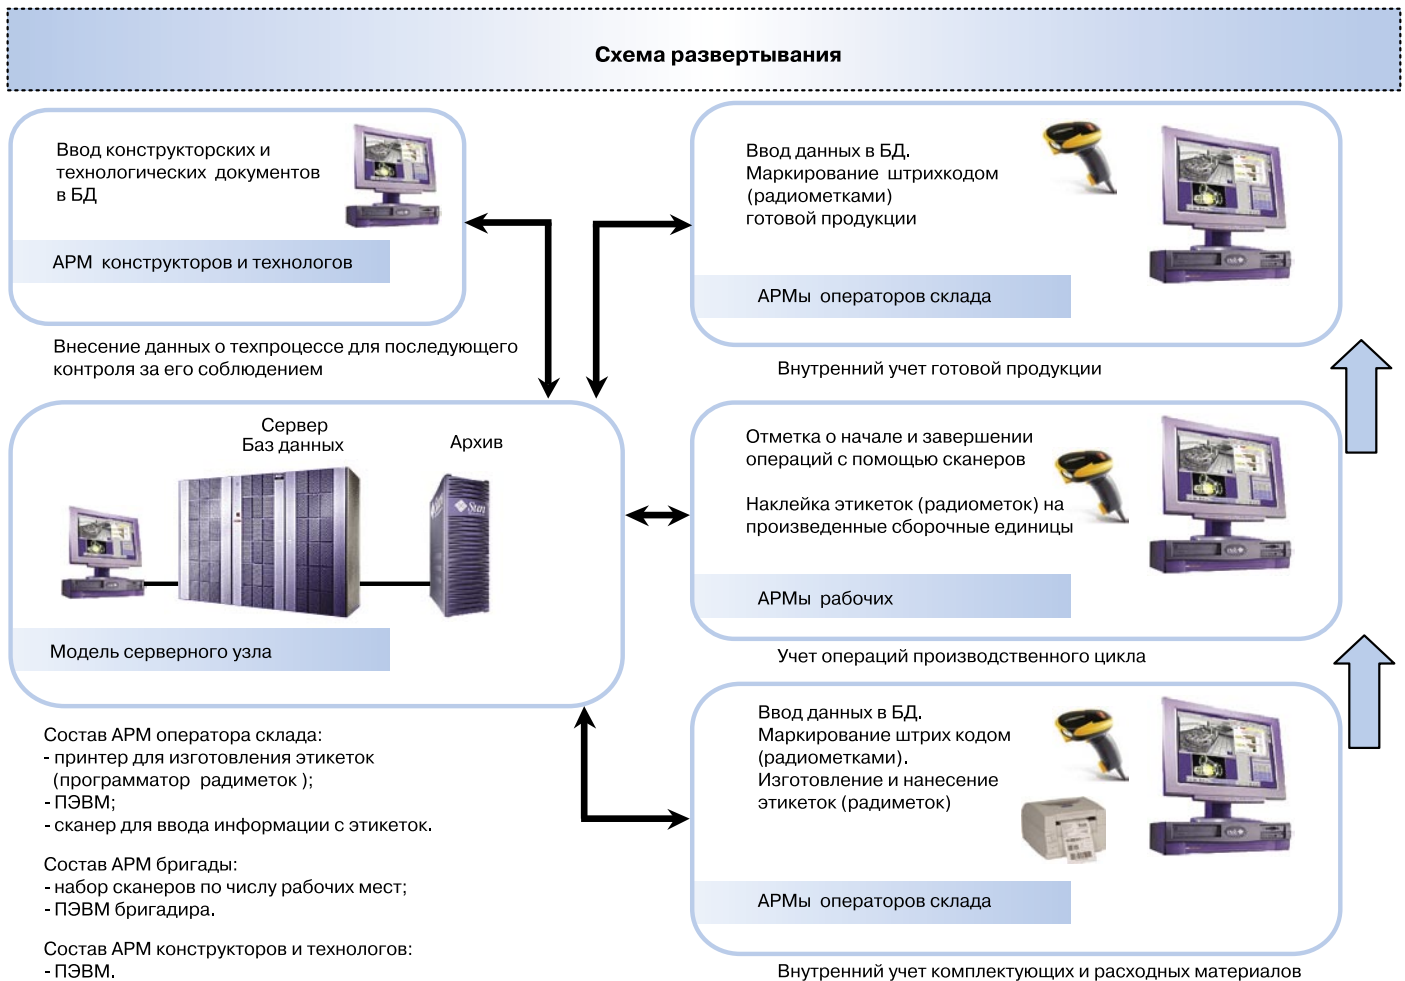 Схема развертывания
Ввод конструкторских и
технологических документов
в БД
АРМ конструкторов и технологов
Внесение данных о техпроцессе для последующего
контроля за его соблюдением
Ввод данных в БД.
Маркирование штрихкодом
(радиометками)
готовой продукции
АРМы операторов склада
Внутренний учет готовой продукции
Сервер
Баз данных
Архив
Sun
Модель серверного узла
Отметка о начале и завершении
операций с помощью сканеров
Наклейка этикеток (радиометок) на
произведенные сборочные единицы
АРМы рабочих
Учет операций производственного цикла
Ввод данных в БД.
Маркирование штрих кодом
(радиометками).
Изготовление и нанесение
этикеток (радиметок)
АРМы операторов склада
Внутренний учет комплектующих и расходных материалов
Состав АРМ оператора склада:
- принтер для изготовления этикеток
(программатор радиметок );
- ПЭВМ;
- сканер для ввода информации с этикеток.
Состав АРМ бригады:
- набор сканеров по числу рабочих мест;
- ПЭВМ бригадира.
Состав АРМ конструкторов и технологов:
- ПЭВМ.